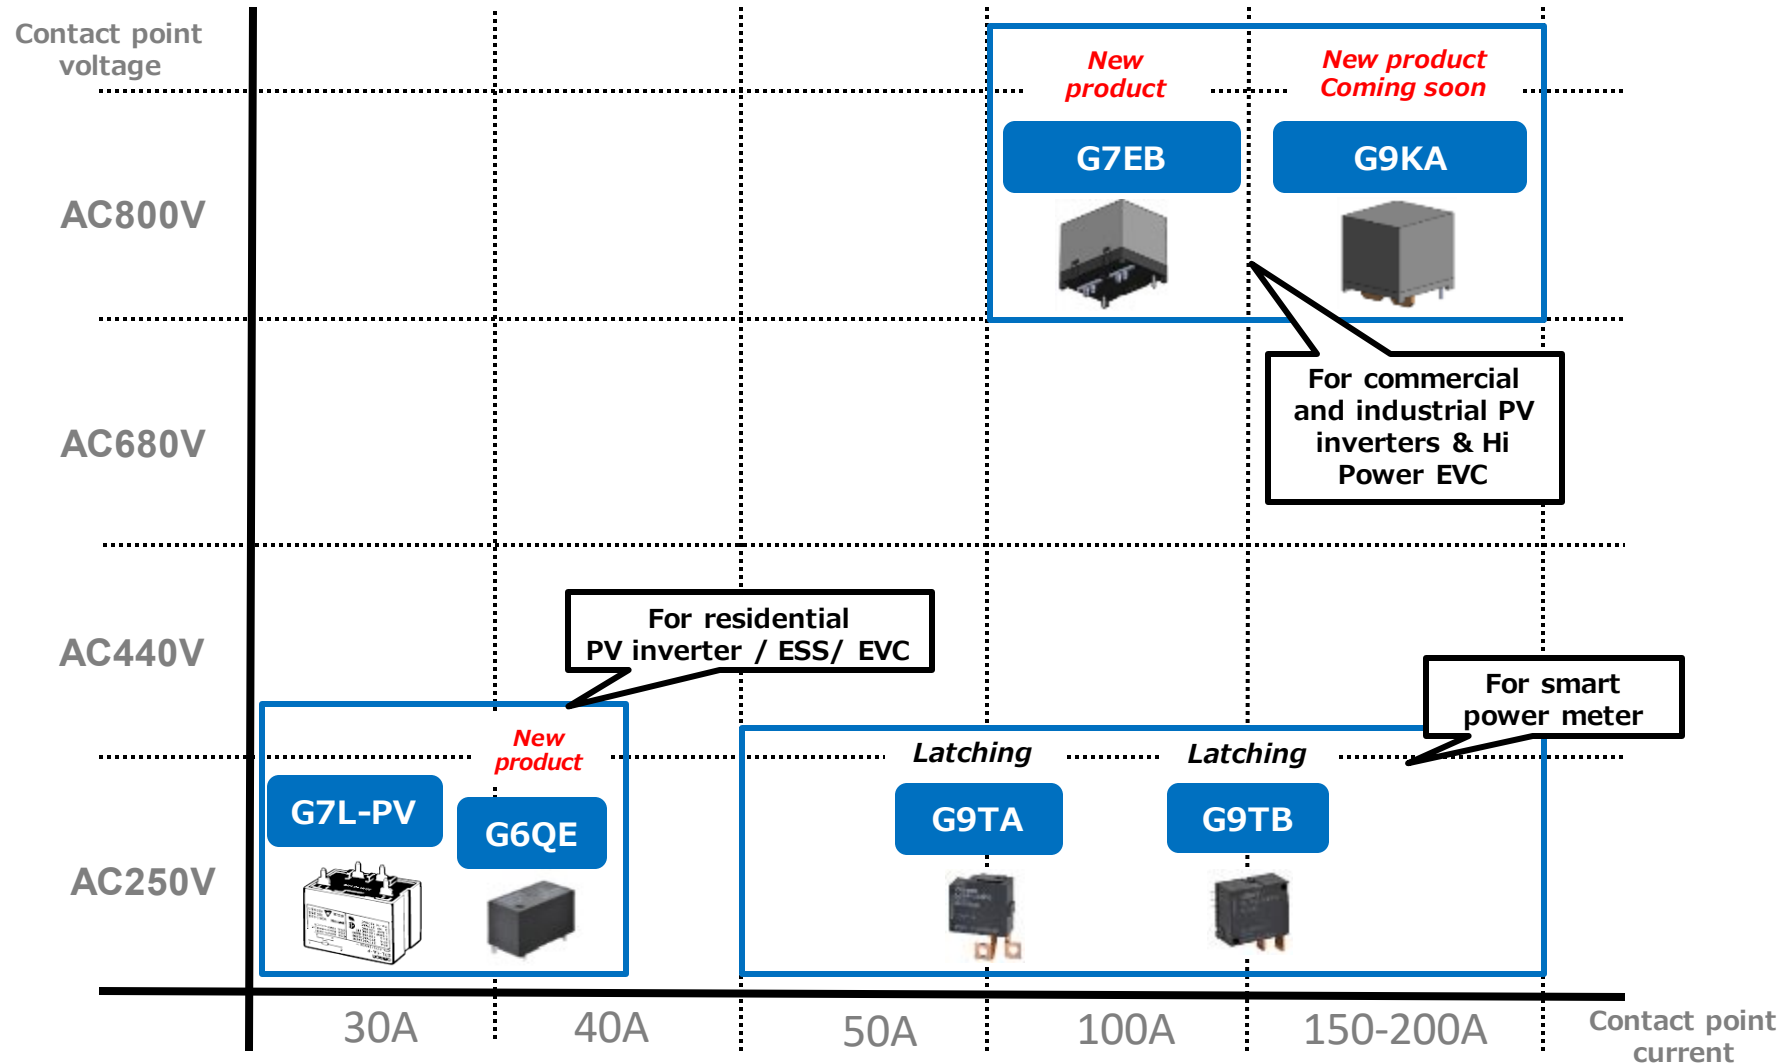 Contact point
voltage
New
product
New product
Coming soon
G7EB
G9KA
AC800V
For commercial
and industrial PV
inverters & Hi
Power EVC
AC680V
For residential
PV inverter / ESS/ EVC
AC440V
For smart
power meter
New
product
Latching
Latching
G7L-PV
G6QE
G9TA
G9TB
AC250V
30A
40A
50A
100A
150-200A
Contact point
current